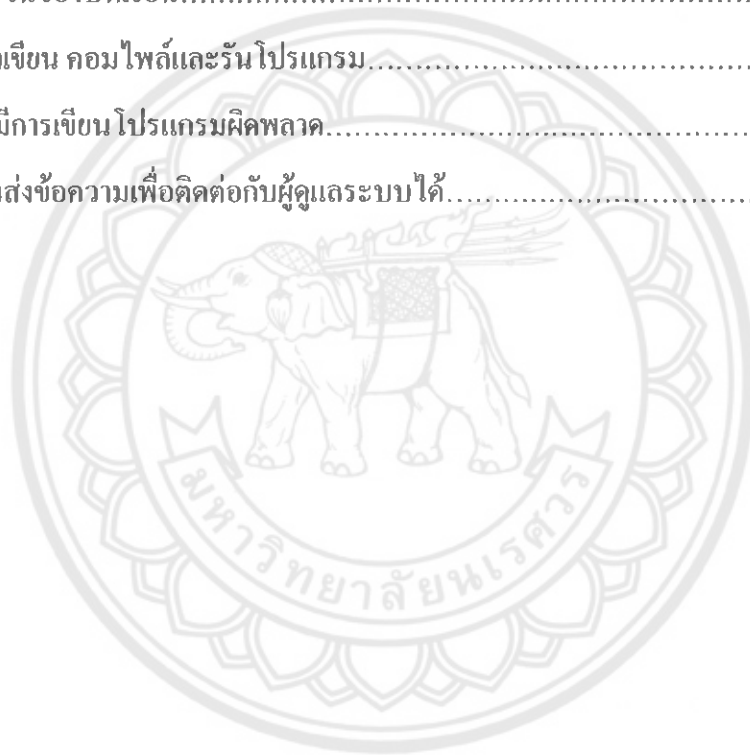 เขียน คอมไพล์และรันโปรแกรม
มีการเขียนโปรแกรมผิดพลาด
ส่งข้อความเพื่อติดต่อกับผู้ดูแลระบบได้
มหาวิทยาลัยนเรศวร